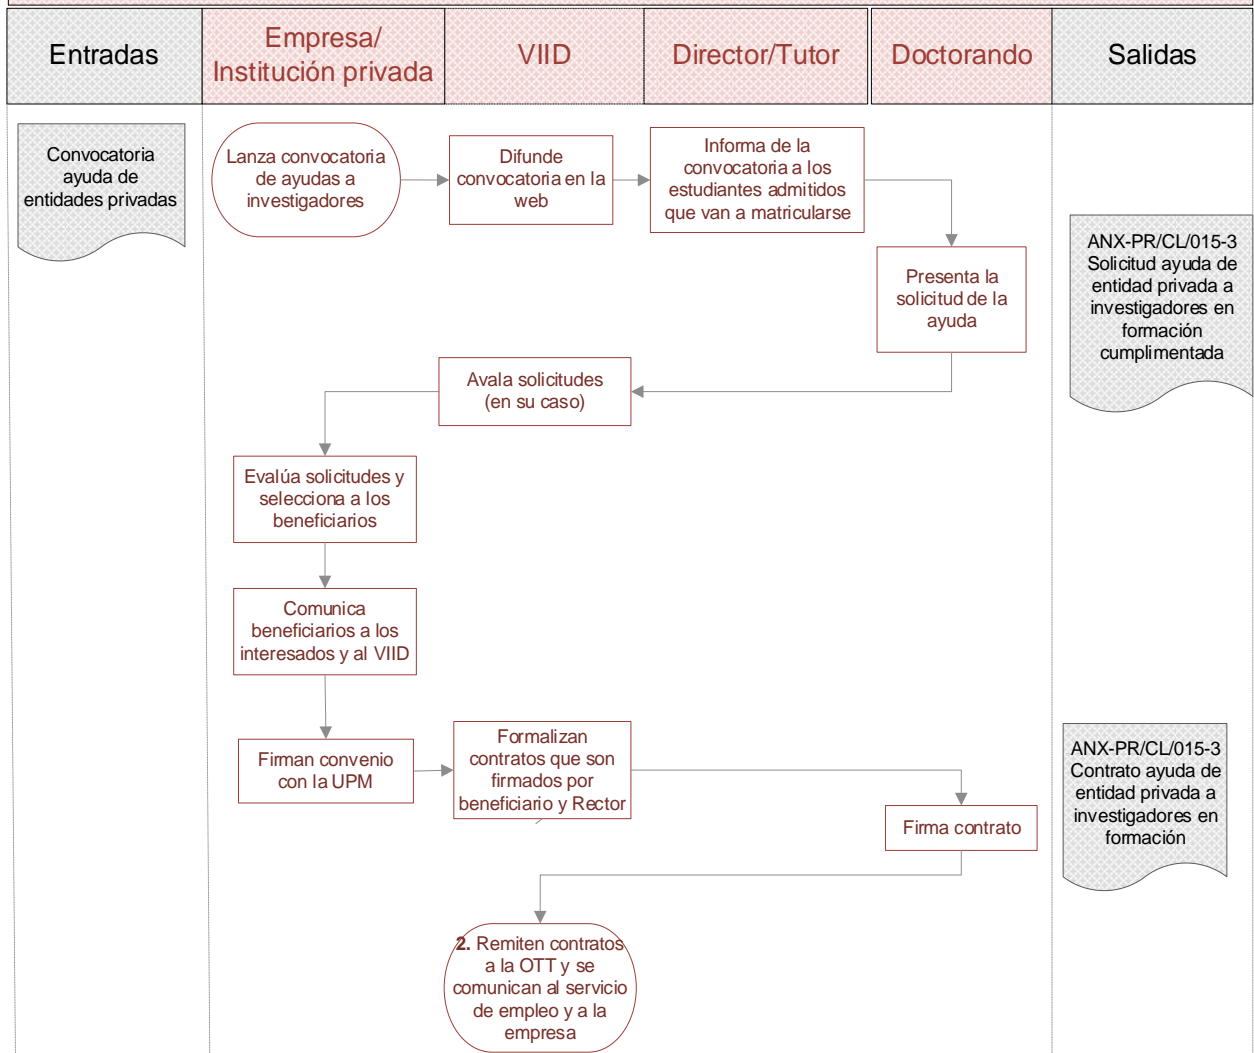 Entradas
Empresa/
Institución privada
VIID
Director/Tutor
Doctorando
Salidas
Convocatoria
ayuda de
entidades privadas
Lanza convocatoria
de ayudas a
investigadores
Difunde
convocatoria en la
web
Informa de la
convocatoria a los
estudiantes admitidos
que van a matricularse
ANX-PR/CL/015-3
Solicitud ayuda de
entidad privada a
investigadores en
formación
cumplimentada
Presenta la
solicitud de la
ayuda
Avala solicitudes
(en su caso)
Evalúa solicitudes y
selecciona a los
beneficiarios
Comunica
beneficiarios a los
interesados y al VIID
Firman convenio
con la UPM
Formalizan
contratos que son
firmados por
beneficiario y Rector
Firma contrato
ANX-PR/CL/015-3
Contrato ayuda de
entidad privada a
investigadores en
formación
2. Remiten contratos
a la OTT y se
comunican al servicio
de empleo y a la
empresa